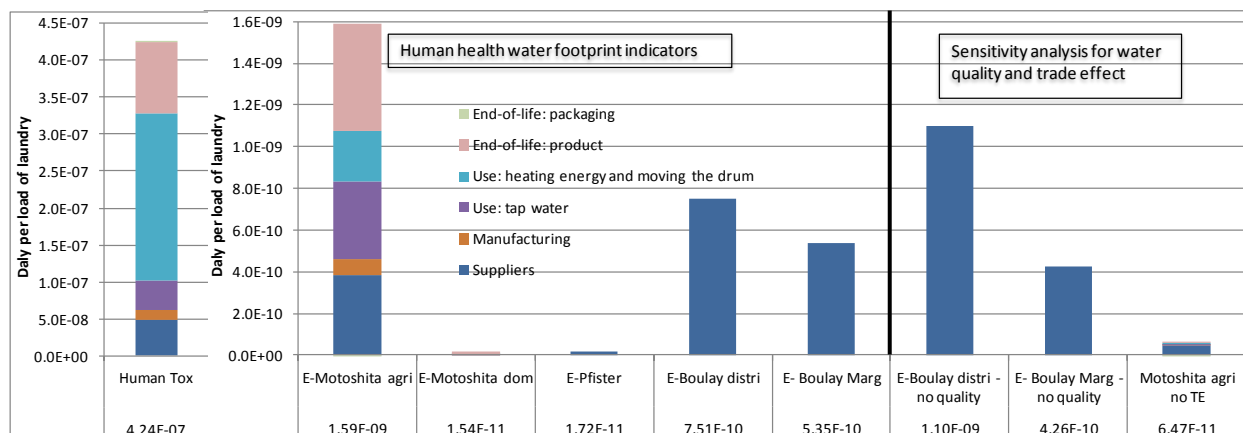 Daly per load of laundry
4.5E-07
4.0E-07
3.5E-07
3.0E-07
2.5E-07
2.0E-07
1.5E-07
1.0E-07
5.0E-08
0.0E+00
Human Tox
4.24E-07
Daly per load of laundry
1.6E-09
1.4E-09
1.2E-09
1.0E-09
8.0E-10
6.0E-10
4.0E-10
2.0E-10
0.0E+00
Human health water footprint indicators
Sensitivity analysis for water
quality and trade effect
End-of-life: packaging
End-of-life: product
Use: heating energy and moving the drum
Use: tap water
Manufacturing
Suppliers
E-Motoshita agri
E-Motoshita dom
E-Pfister
E-Boulay distri
E- Boulay Marg
E-Boulay distri -
no quality
E- Boulay Marg -
no quality
Motoshita agri
no TE
1.59E-09
1.54E-11
1.72E-11
7.51E-10
5.35E-10
1.10E-09
4.26E-10
6.47E-11